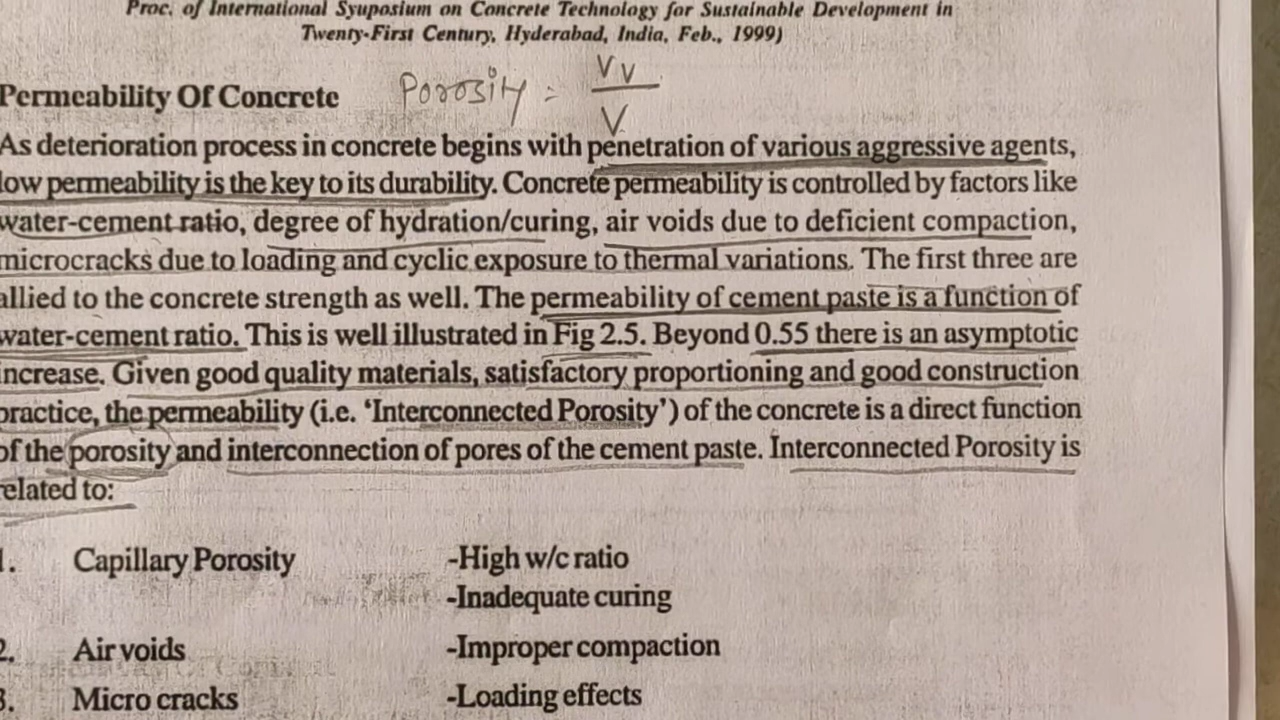 Proc. of International Syuposium on Concrete Technology for Sustainable Development in
Twenty-First Century, Hyderabad, India, Feb., 1999)
Permeability Of Concrete Porosity = Vv / V
As deterioration process in concrete begins with penetration of various aggressive agents,
low permeability is the key to its durability. Concrete permeability is controlled by factors like
water-cement ratio, degree of hydration/curing, air voids due to deficient compaction,
microcracks due to loading and cyclic exposure to thermal variations. The first three are
allied to the concrete strength as well. The permeability of cement paste is a function of
water-cement ratio. This is well illustrated in Fig 2.5. Beyond 0.55 there is an asymptotic
increase. Given good quality materials, satisfactory proportioning and good construction
practice, the permeability (i.e. ‘Interconnected Porosity’) of the concrete is a direct function
of the porosity and interconnection of pores of the cement paste. Interconnected Porosity is
related to:
1. Capillary Porosity -High w/c ratio
-Inadequate curing
2. Air voids -Improper compaction
3. Micro cracks -Loading effects